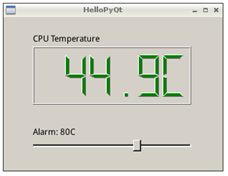 HelloPyQt
CPU Temperature
44.9C
Alarm: 80C